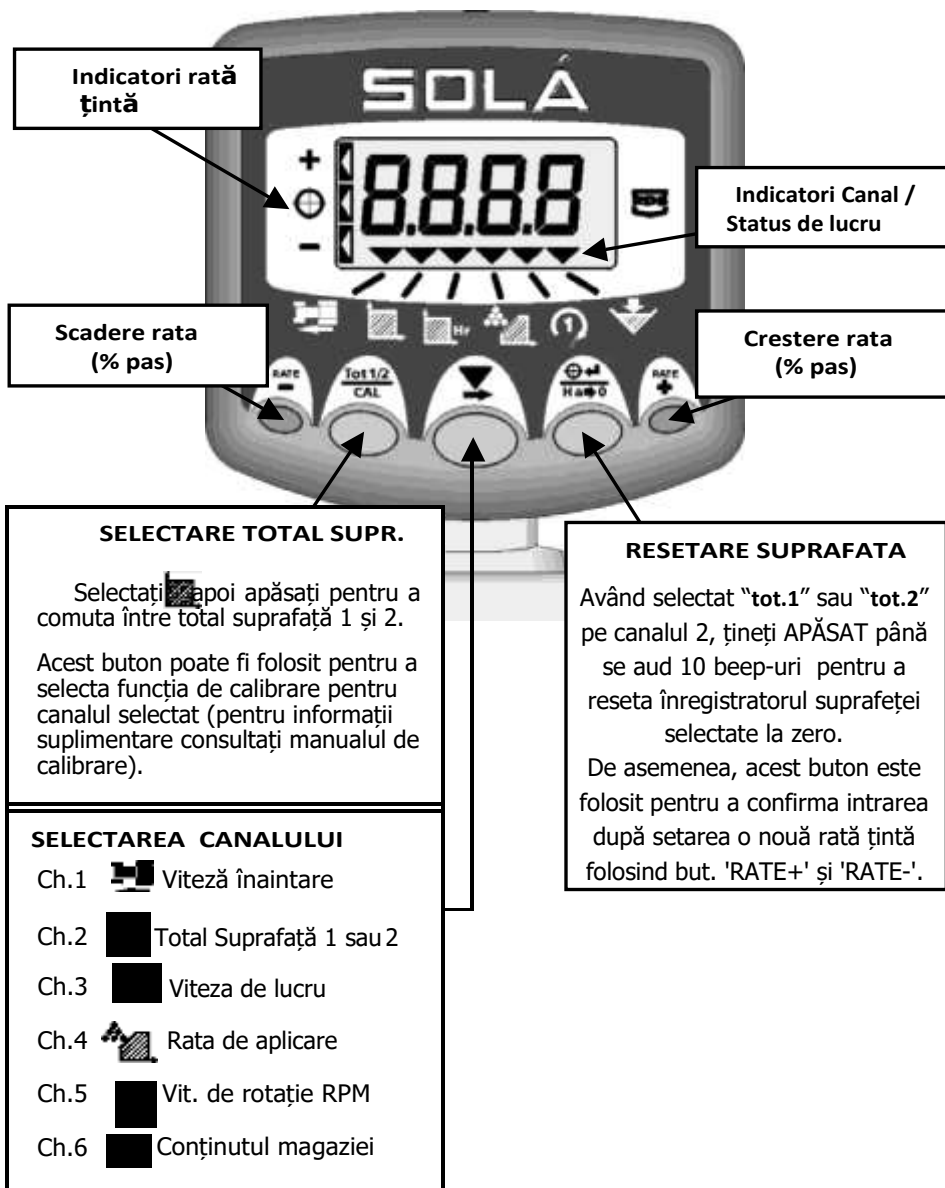 SOLÁ
Indicatori rată
țintă
+
8.8.8.8
−
Indicatori Canal /
Status de lucru
Hr
1
Scadere rata
(% pas)
Crestere rata
(% pas)
RATE
−
Tot 1/2
CAL
Ha 0
RATE
+
SELECTARE TOTAL SUPR.
Selectați apoi apăsați pentru a
comuta între total suprafață 1 și 2.
Acest buton poate fi folosit pentru a
selecta funcția de calibrare pentru
canalul selectat (pentru informații
suplimentare consultați manualul de
calibrare).
RESETARE SUPRAFATA
Având selectat “tot.1” sau “tot.2”
pe canalul 2, țineți APĂSAT până
se aud 10 beep-uri pentru a
reseta înregistratorul suprafeței
selectate la zero.
De asemenea, acest buton este
folosit pentru a confirma intrarea
după setarea o nouă rată țintă
folosind but. 'RATE+' și 'RATE-'.
SELECTAREA CANALULUI
Ch.1 Viteză înaintare
Ch.2 Total Suprafață 1 sau 2
Ch.3 Viteza de lucru
Ch.4 Rata de aplicare
Ch.5 Vit. de rotație RPM
Ch.6 Conținutul magaziei